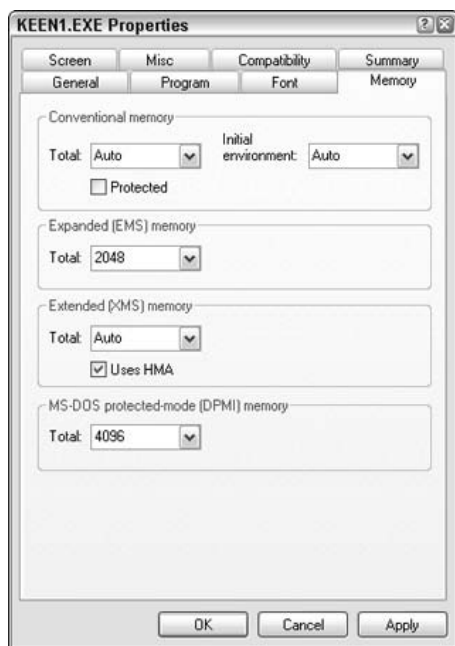 KEEN1.EXE Properties
Screen Misc Compatibility Summary
General Program Font Memory
Conventional memory
Total: Auto Initial environment: Auto
Protected
Expanded (EMS) memory
Total: 2048
Extended (XMS) memory
Total: Auto
Uses HMA
MS-DOS protected-mode (DPMI) memory
Total: 4096
OK Cancel Apply